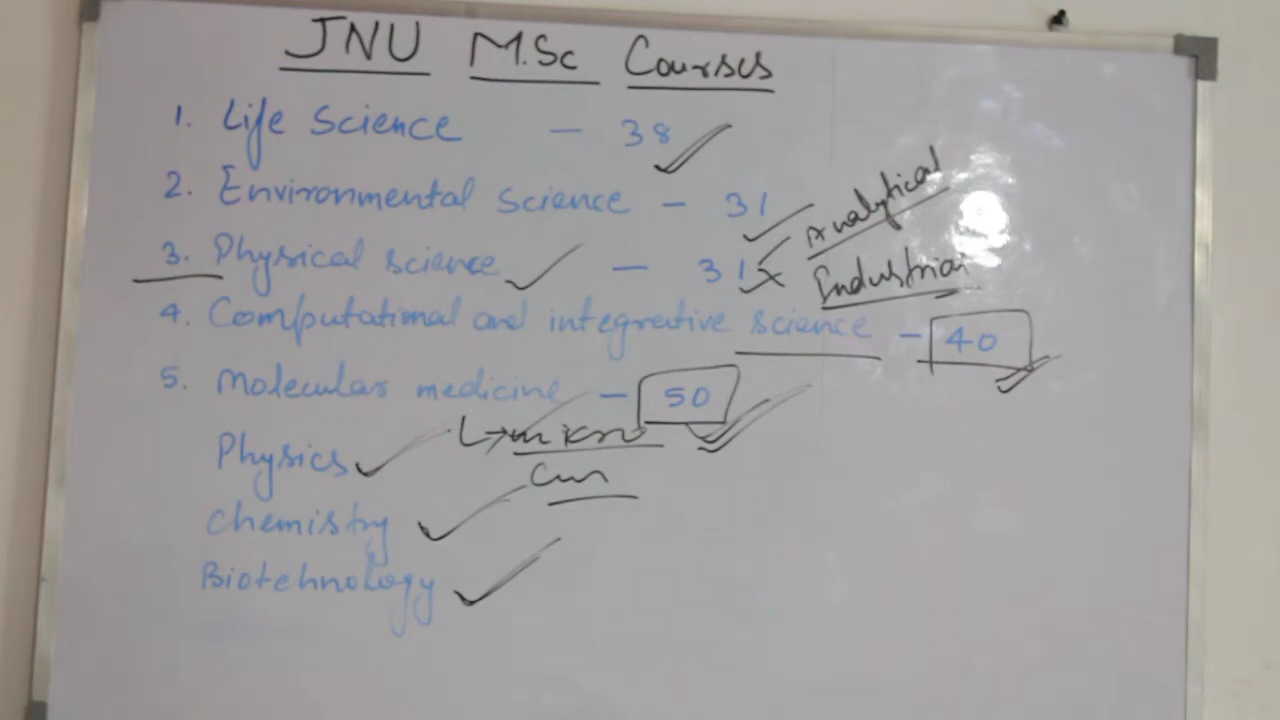 JNU M.Sc Courses
1. Life Science - 38
2. Environmental science - 31
3. Physical science - 31
Analytical
Industrial
4. Computational and integrative science - 40
5. Molecular medicine - 50
Physics
Chemistry
Biotehnology